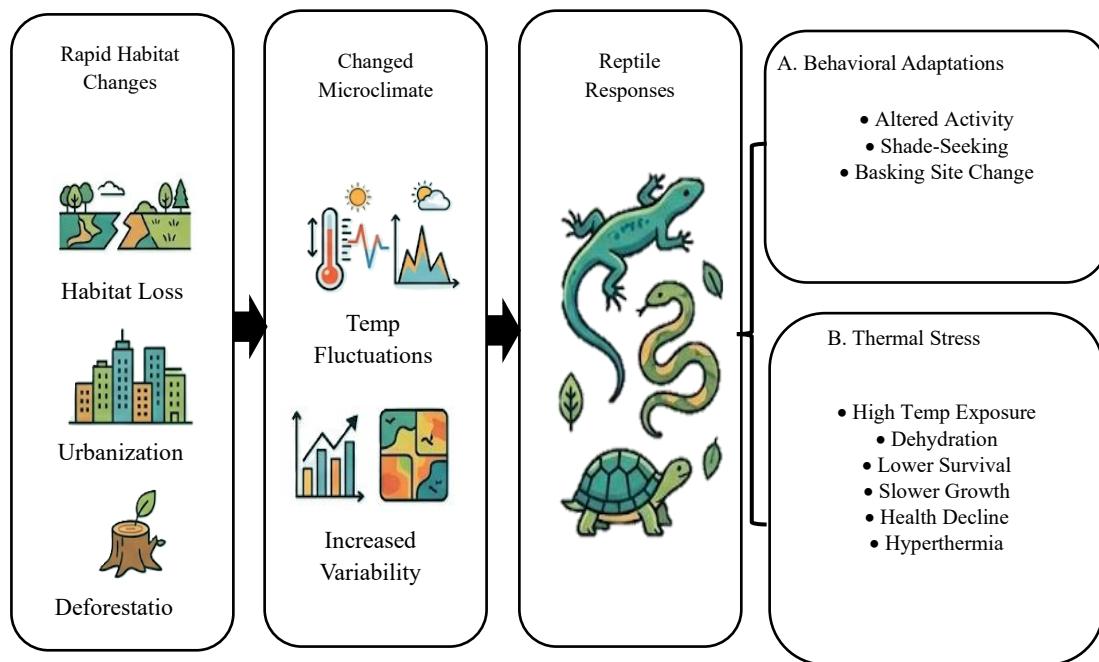 Rapid Habitat
Changes
Habitat Loss
Urbanization
Deforestatio
Changed
Microclimate
Temp
Fluctuations
Increased
Variability
Reptile
Responses
A. Behavioral Adaptations
• Altered Activity
• Shade-Seeking
• Basking Site Change
B. Thermal Stress
• High Temp Exposure
• Dehydration
• Lower Survival
• Slower Growth
• Health Decline
• Hyperthermia